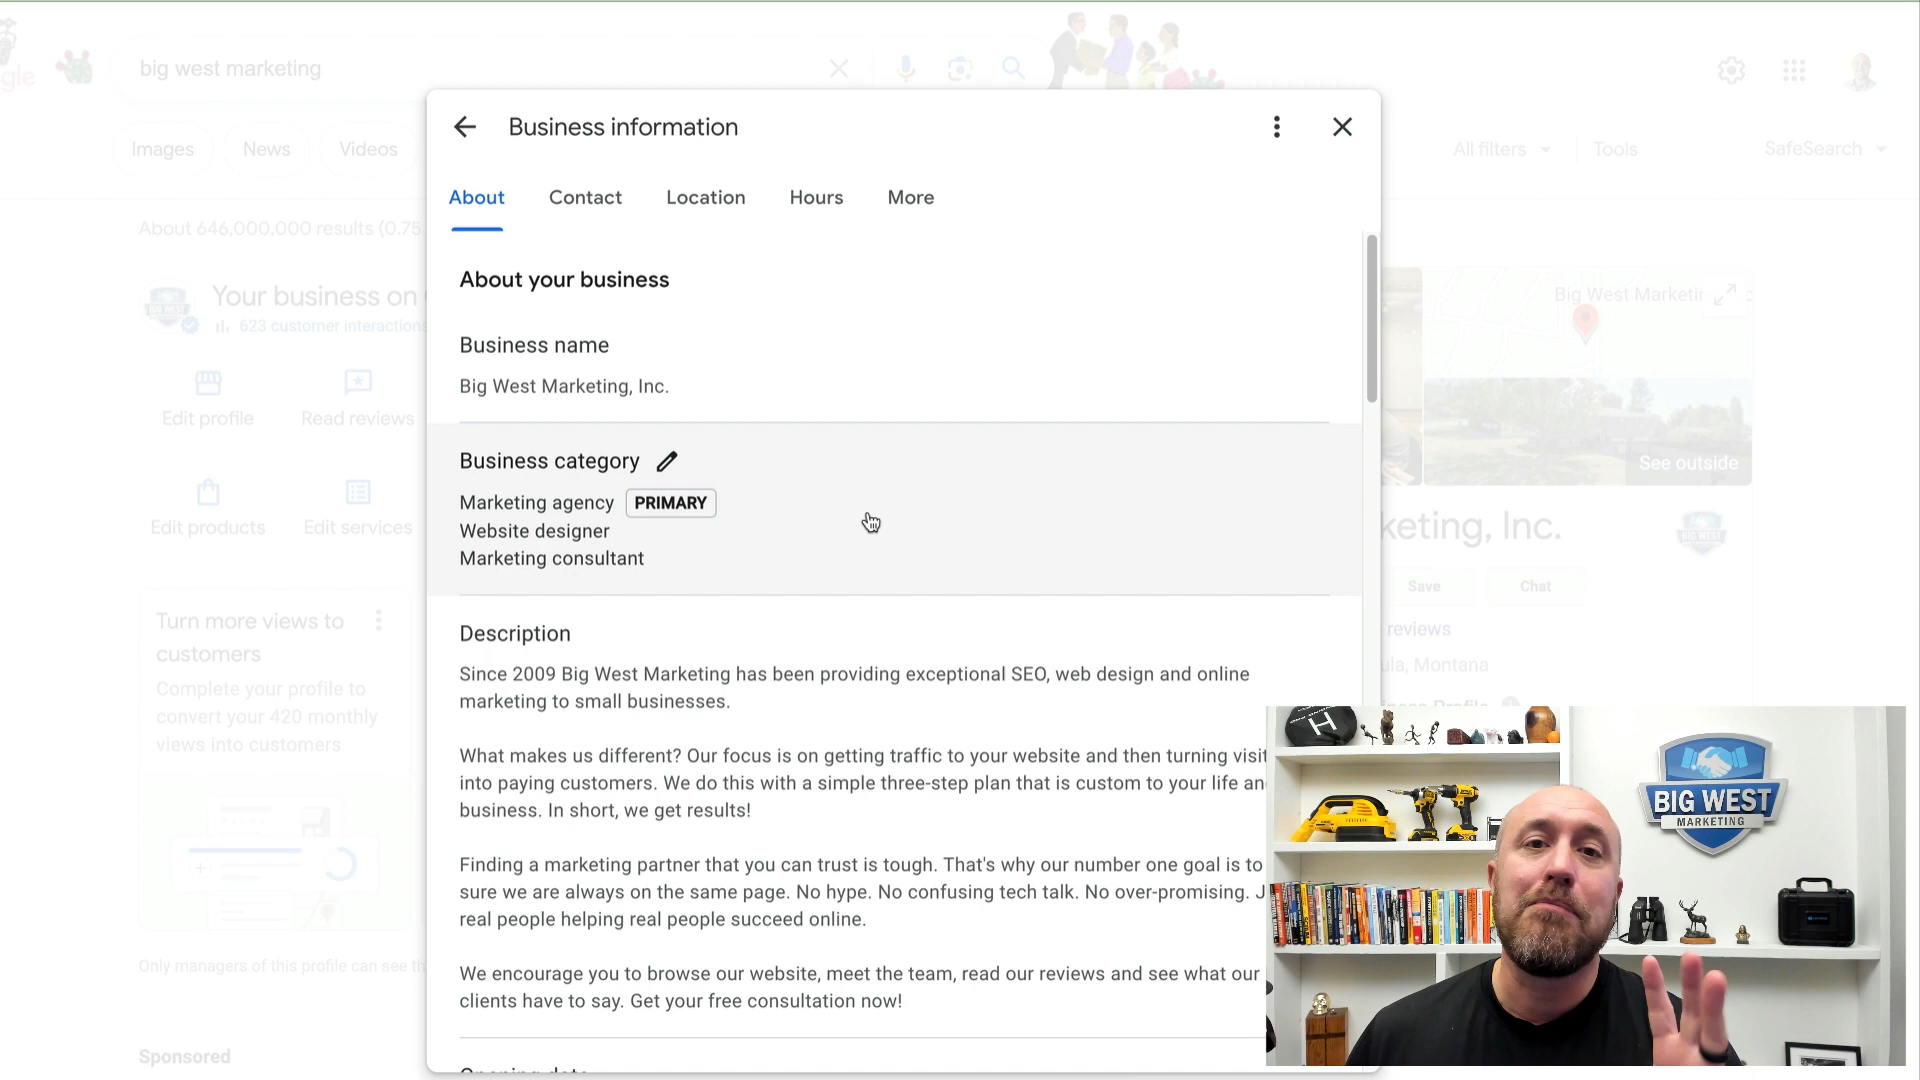 big west marketing
Images
News
Videos
All filters
Tools
SafeSearch
About 646,000,000 results (0.75
Your business on
623 customer interactions
Edit profile
Read reviews
Edit products
Edit services
Turn more views to
customers
Complete your profile to
convert your 420 monthly
views into customers
Only managers of this profile can see th
Sponsored
Business information
About
Contact
Location
Hours
More
About your business
Business name
Big West Marketing, Inc.
Business category
Marketing agency PRIMARY
Website designer
Marketing consultant
Description
Since 2009 Big West Marketing has been providing exceptional SEO, web design and online
marketing to small businesses.
What makes us different? Our focus is on getting traffic to your website and then turning visit
into paying customers. We do this with a simple three-step plan that is custom to your life an
business. In short, we get results!
Finding a marketing partner that you can trust is tough. That's why our number one goal is to
sure we are always on the same page. No hype. No confusing tech talk. No over-promising. J
real people helping real people succeed online.
We encourage you to browse our website, meet the team, read our reviews and see what our
clients have to say. Get your free consultation now!
Big West Marketin
See outside
keting, Inc.
BIG WEST
Save
Chat
reviews
ula, Montana
BIG WEST
MARKETING